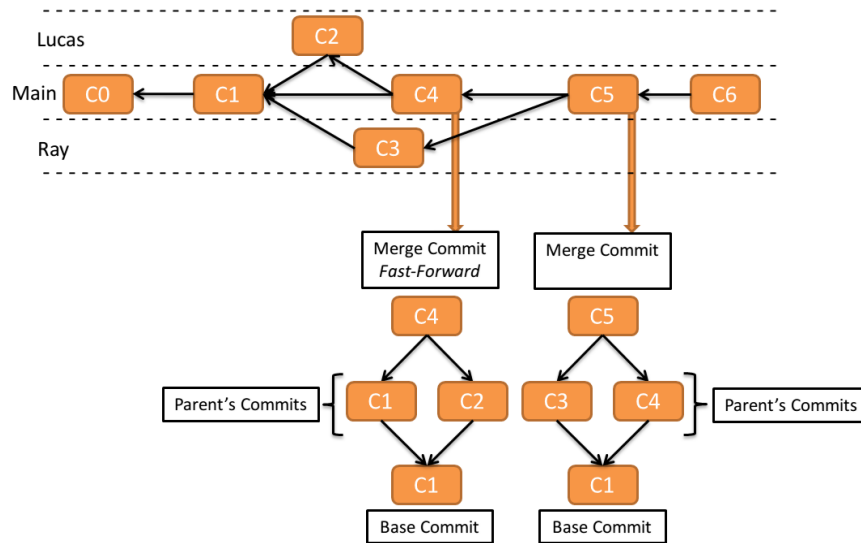 Lucas
C2
Main
C0
C1
C4
C5
C6
Ray
C3
Merge Commit
Fast-Forward
Merge Commit
C4
C5
Parent's Commits
C1
C2
C3
C4
Parent's Commits
C1
C1
Base Commit
Base Commit